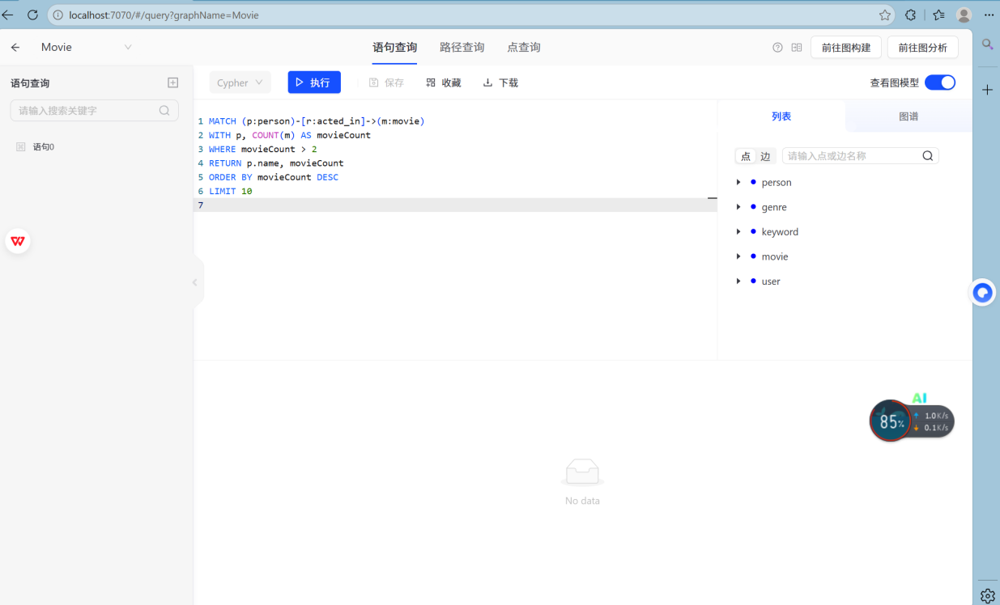 localhost:7070/#/query?graphName=Movie
Movie
语句查询 路径查询 点查询
前往图构建 前往图分析
语句查询
请输入搜索关键字
语句0
Cypher 执行 保存 收藏 下载
查看图模型
1 MATCH (p:person)-[r:acted_in]->(m:movie)
2 WITH p, COUNT(m) AS movieCount
3 WHERE movieCount > 2
4 RETURN p.name, movieCount
5 ORDER BY movieCount DESC
6 LIMIT 10
7
列表 图谱
点 边 请输入点或边名称
person
genre
keyword
movie
user
AI
85%
1.0K/s
0.1K/s
No data